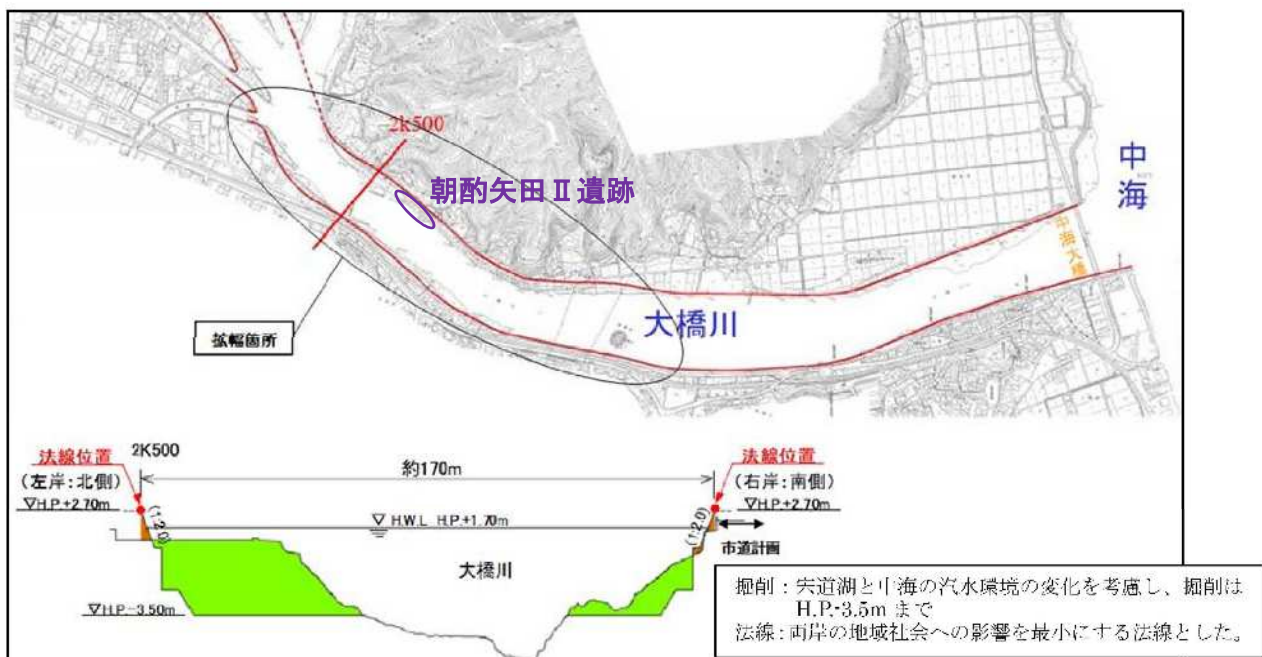 2k500
朝酌矢田Ⅱ遺跡
中海
中海大橋
大橋川
拡幅箇所
2K500
法線位置
(左岸:北側)
▽H.P.+2.70m
(1:2.0)
約170m
法線位置
(右岸:南側)
▽H.P.+2.70m
(1:2.0)
▽ H.W.L H.P.+1.70m
市道計画
大橋川
▽H.P.-3.50m
掘削:宍道湖と中海の汽水環境の変化を考慮し、掘削は
H.P.-3.5m まで
法線:両岸の地域社会への影響を最小にする法線とした。